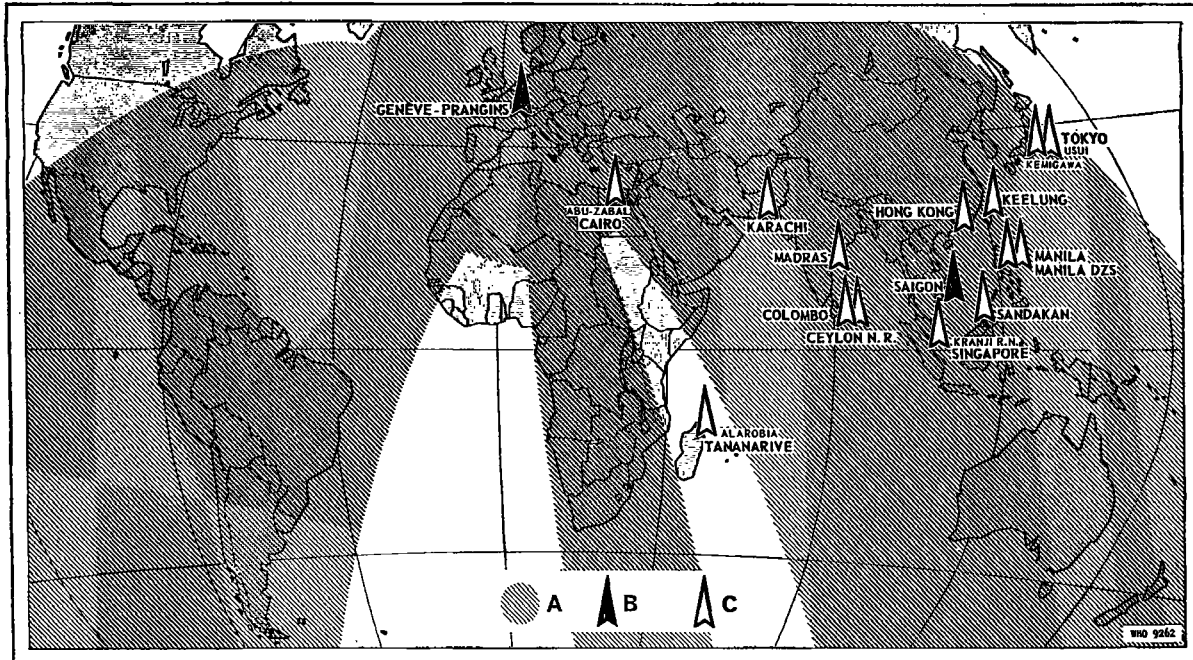 GENÈVE-PRANGINS
TŌKYO
USUI
KEMIGAWA
ABU-ZABAL
CAIRO
KARACHI
HONG KONG
KEELUNG
MADRAS
MANILA
MANILA DZS
SAIGON
COLOMBO
CEYLON N.R.
SANDAKAN
KRANJI R.N.
SINGAPORE
ALAROBIA
TANANARIVE
A B C
WHO 9262